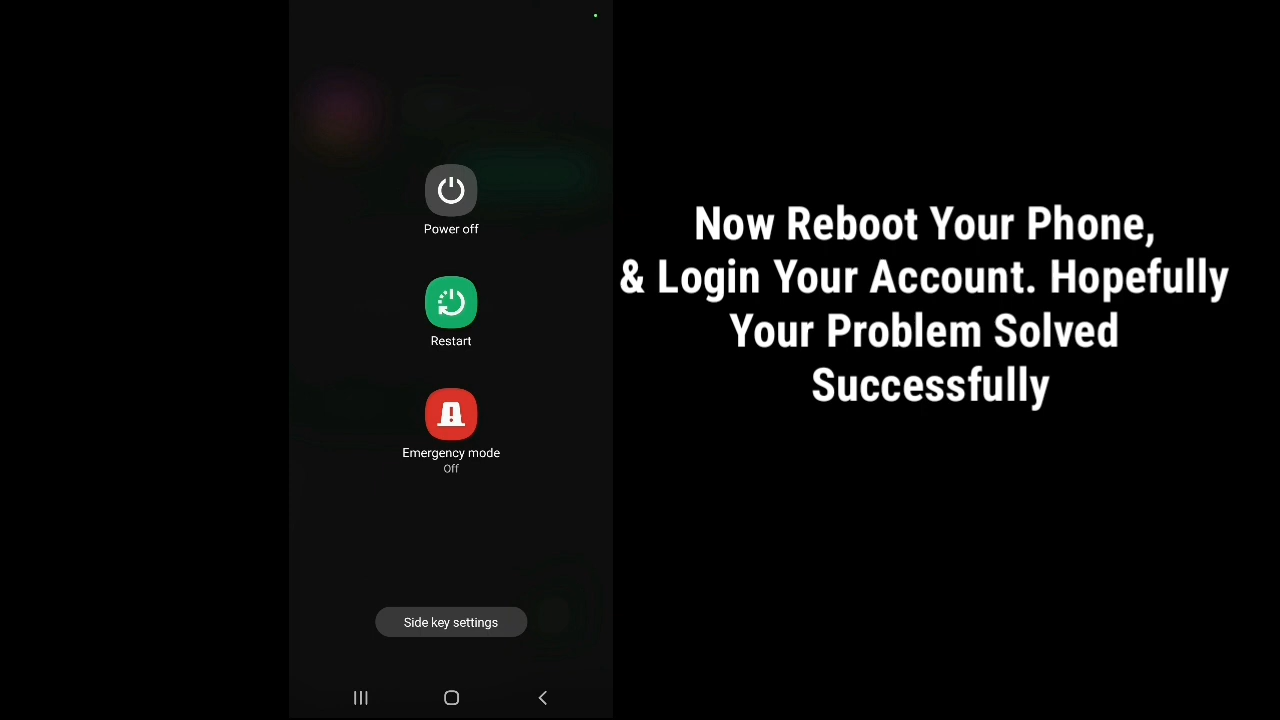 Power off
Restart
Emergency mode
Off
Side key settings
Now Reboot Your Phone,
& Login Your Account. Hopefully
Your Problem Solved
Successfully